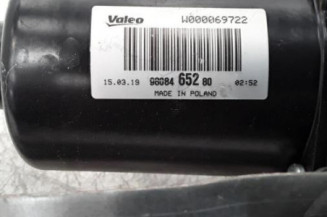 Valeo
W000069722
15.03.19 96084 652 80 02:52
MADE IN POLAND